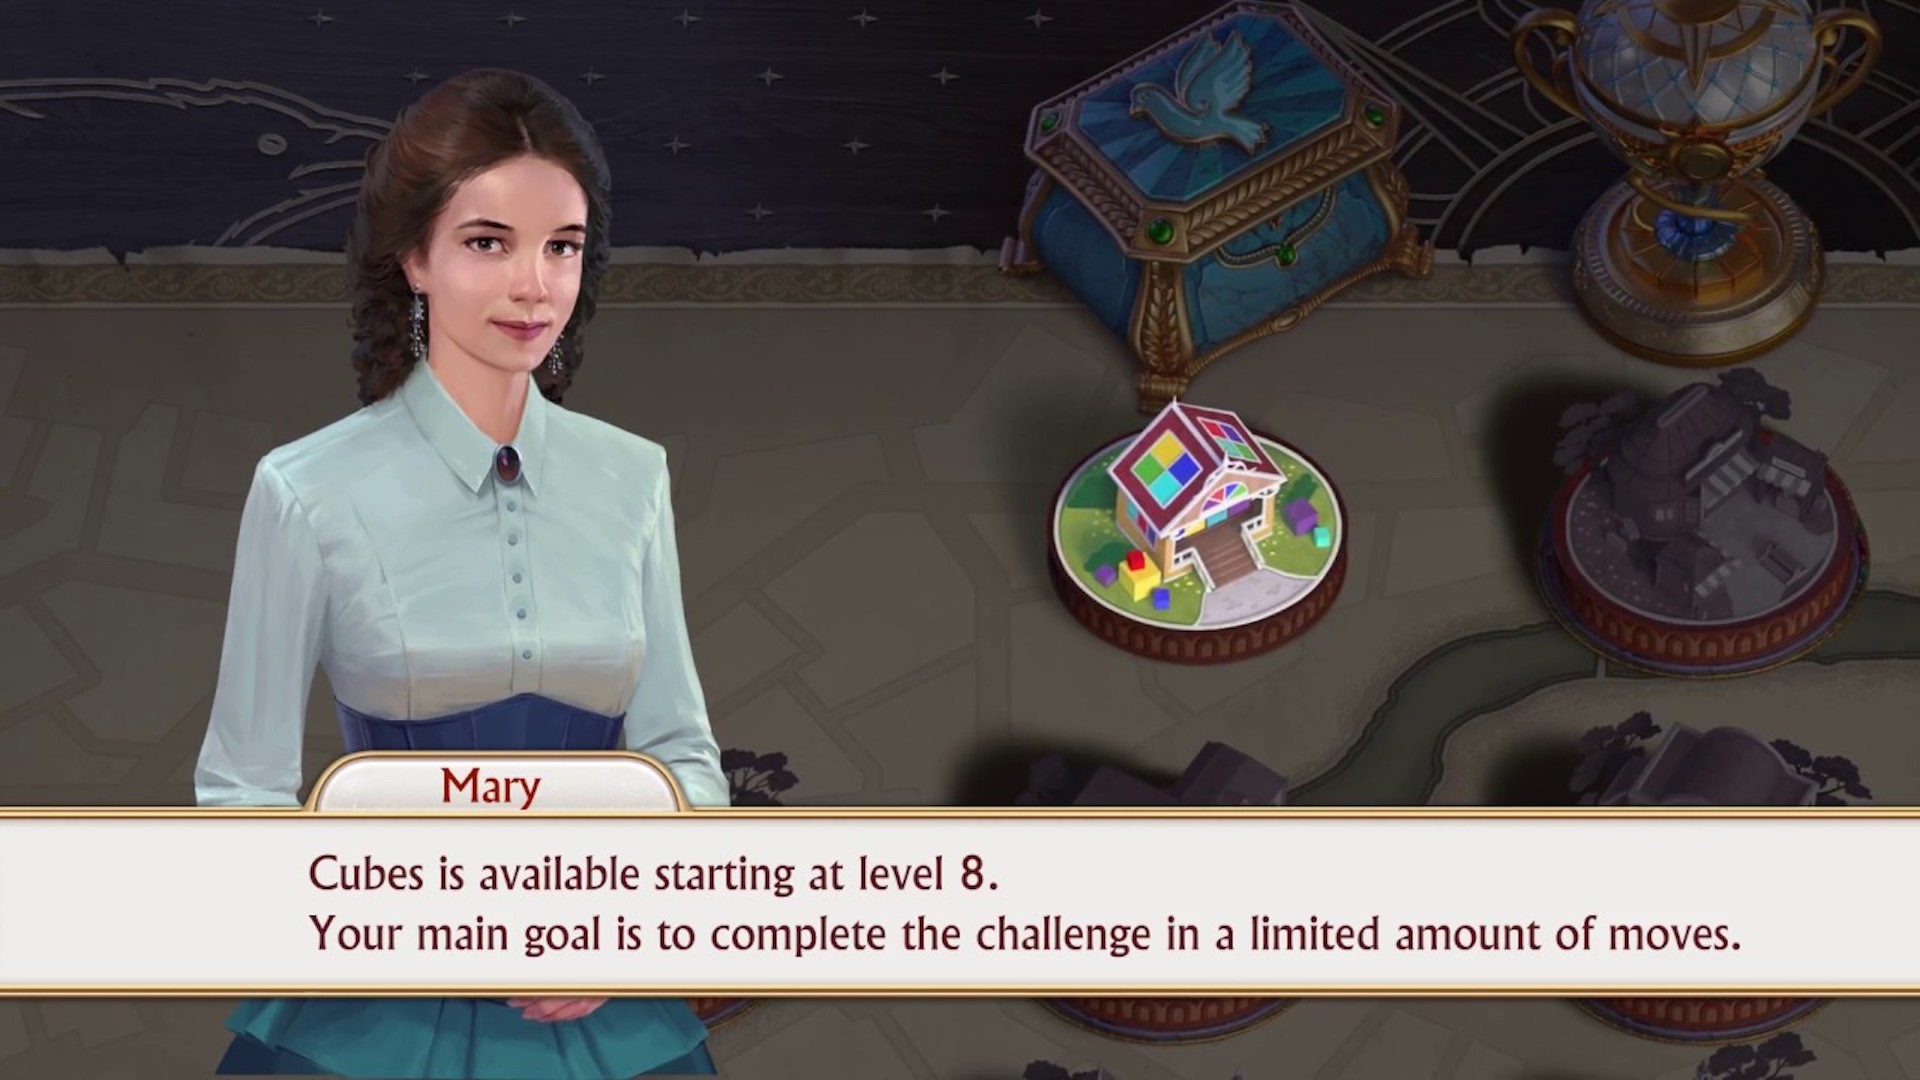 Mary
Cubes is available starting at level 8.
Your main goal is to complete the challenge in a limited amount of moves.